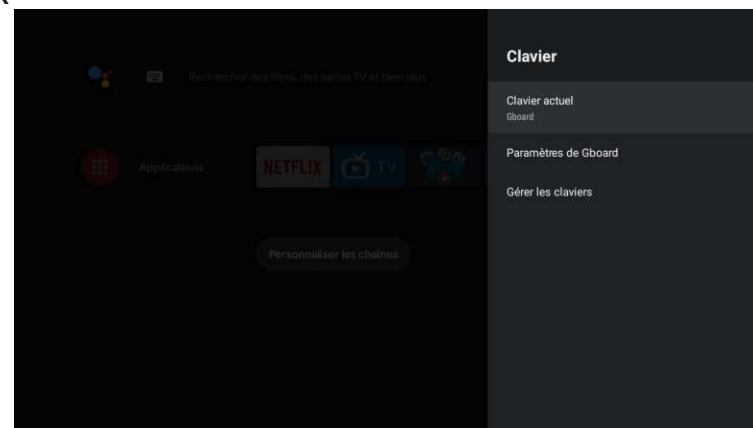 Clavier
Rechercher des films, des séries TV et bien plus
Clavier actuel
Gboard
Applications
NETFLIX
TV
Paramètres de Gboard
Gérer les claviers
Personnaliser les chaînes